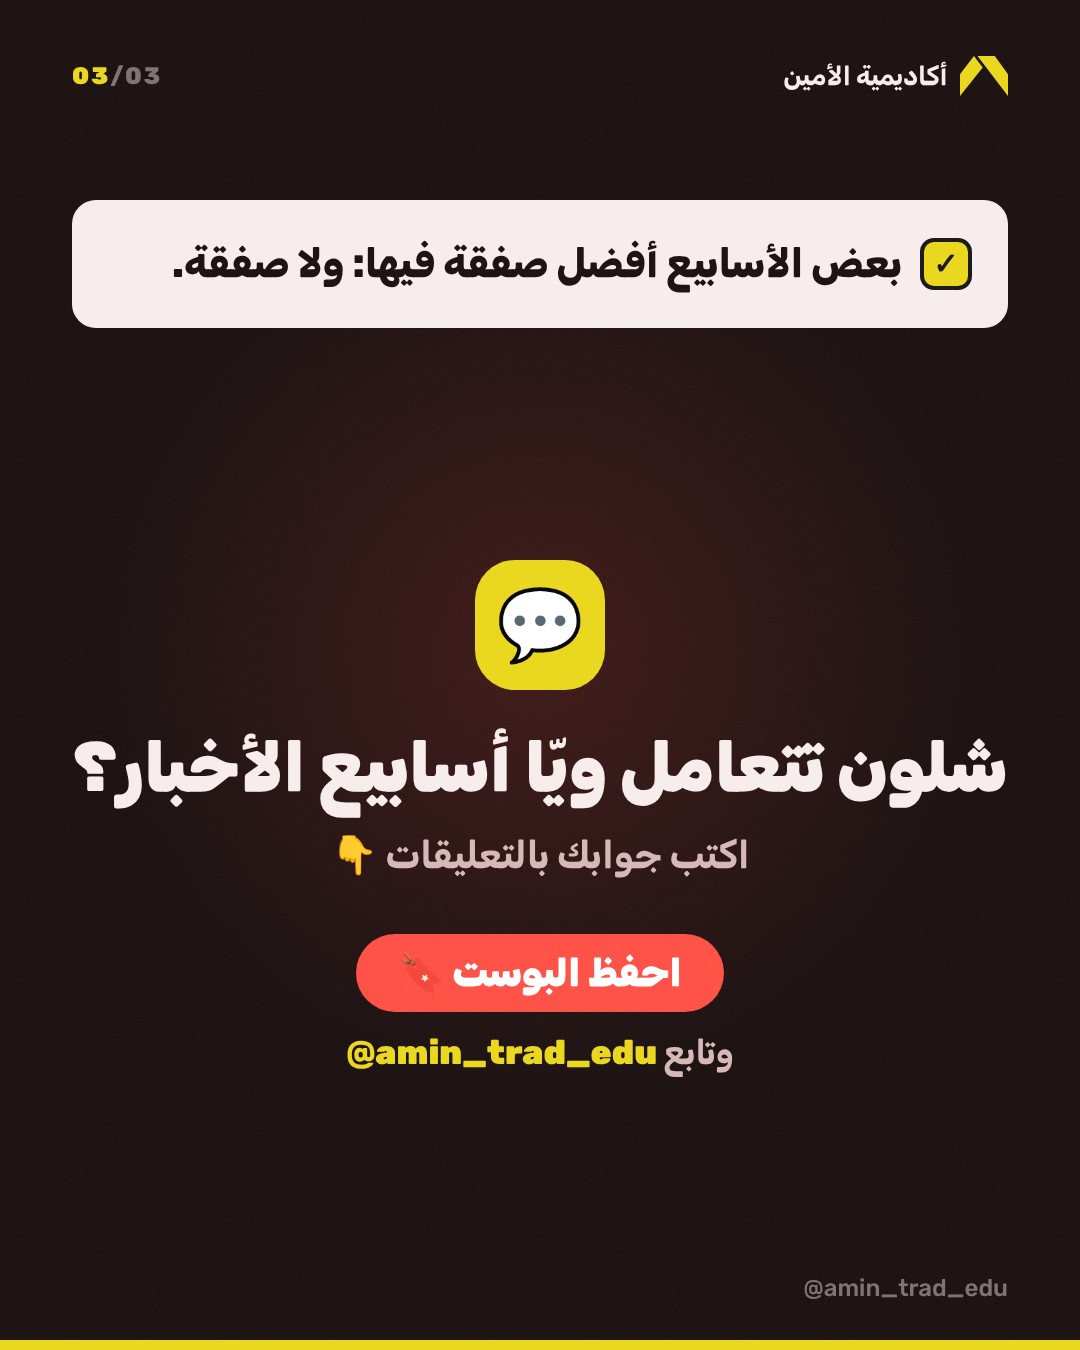 أكاديمية الأمين
03/03
✓ بعض الأسابيع أفضل صفقة فيها: ولا صفقة.
شلون تتعامل ويّا أسابيع الأخبار؟
اكتب جوابك بالتعليقات 👇
احفظ البوست 🔖
وتابع @amin_trad_edu
@amin_trad_edu